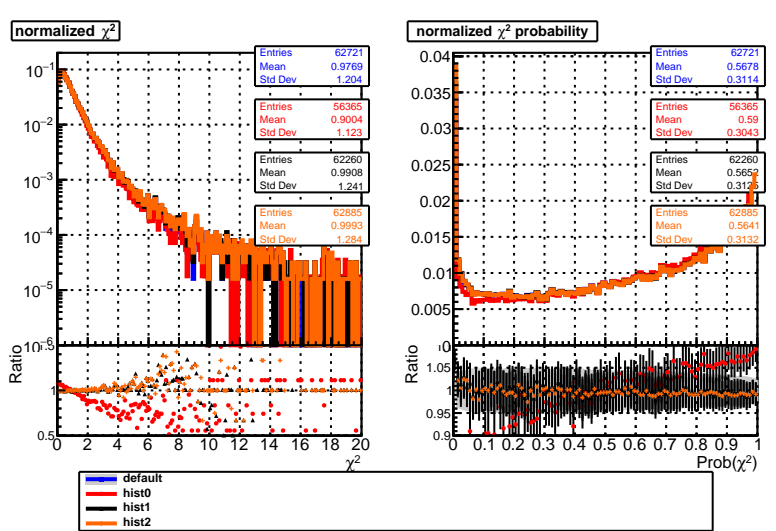 normalized χ²
normalized χ² probability
Entries 62721
Mean 0.9769
Std Dev 1.204
Entries 56365
Mean 0.9004
Std Dev 1.123
Entries 62260
Mean 0.9908
Std Dev 1.241
Entries 62885
Mean 0.9993
Std Dev 1.284
10⁻¹
10⁻²
10⁻³
10⁻⁴
10⁻⁵
Ratio
1
0.5
0 2 4 6 8 10 12 14 16 18 20
χ²
Entries 62721
Mean 0.5678
Std Dev 0.3114
Entries 56365
Mean 0.59
Std Dev 0.3043
Entries 62260
Mean
Std Dev
Entries 62885
Mean 0.5641
Std Dev 0.3132
0.04
0.035
0.03
0.025
0.02
0.015
0.01
0.005
0
Ratio
1.05
1
0.95
0.9
0 0.1 0.2 0.3 0.4 0.5 0.6 0.7 0.8 0.9 1
Prob(χ²)
default
hist0
hist1
hist2